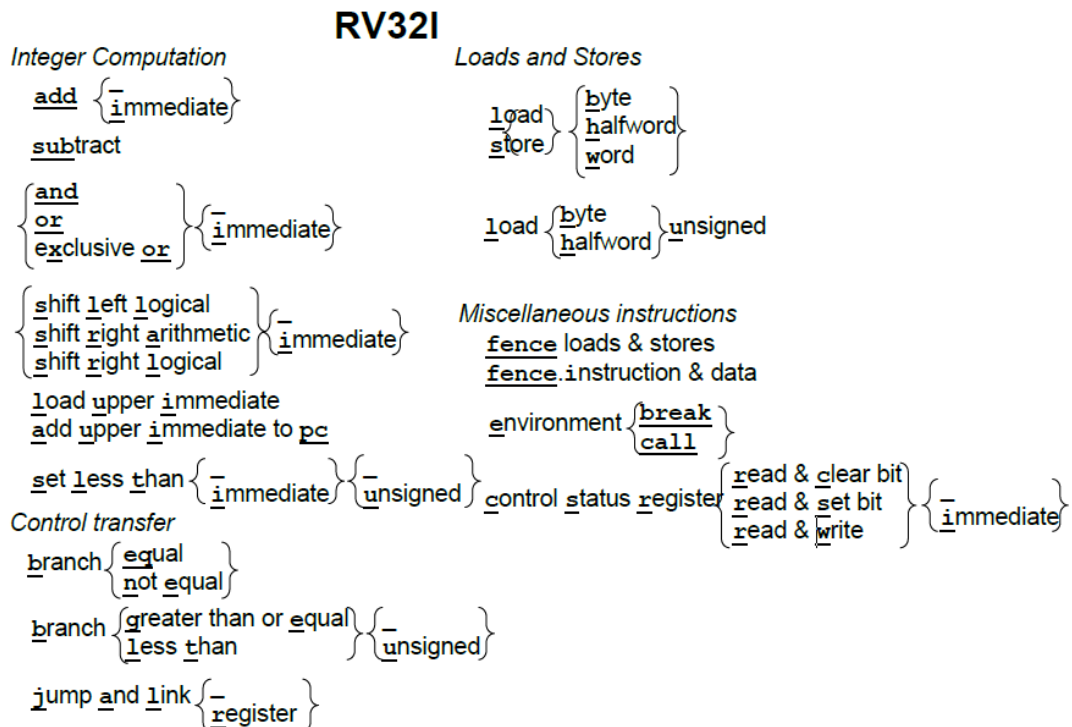 RV32I
Integer Computation
add { _ immediate }
subtract
and
or
exclusive or
{ _ immediate }
shift left logical
shift right arithmetic
shift right logical
{ _ immediate }
load upper immediate
add upper immediate to pc
set less than { _ immediate } { _ unsigned }
Control transfer
branch { equal
not equal }
branch { greater than or equal
less than } { _ unsigned }
jump and link { _ register }
Loads and Stores
load
store
byte
halfword
word
load { byte
halfword } unsigned
Miscellaneous instructions
fence loads & stores
fence.instruction & data
environment { break
call }
control status register { read & clear bit
read & set bit
read & write } { _ immediate }